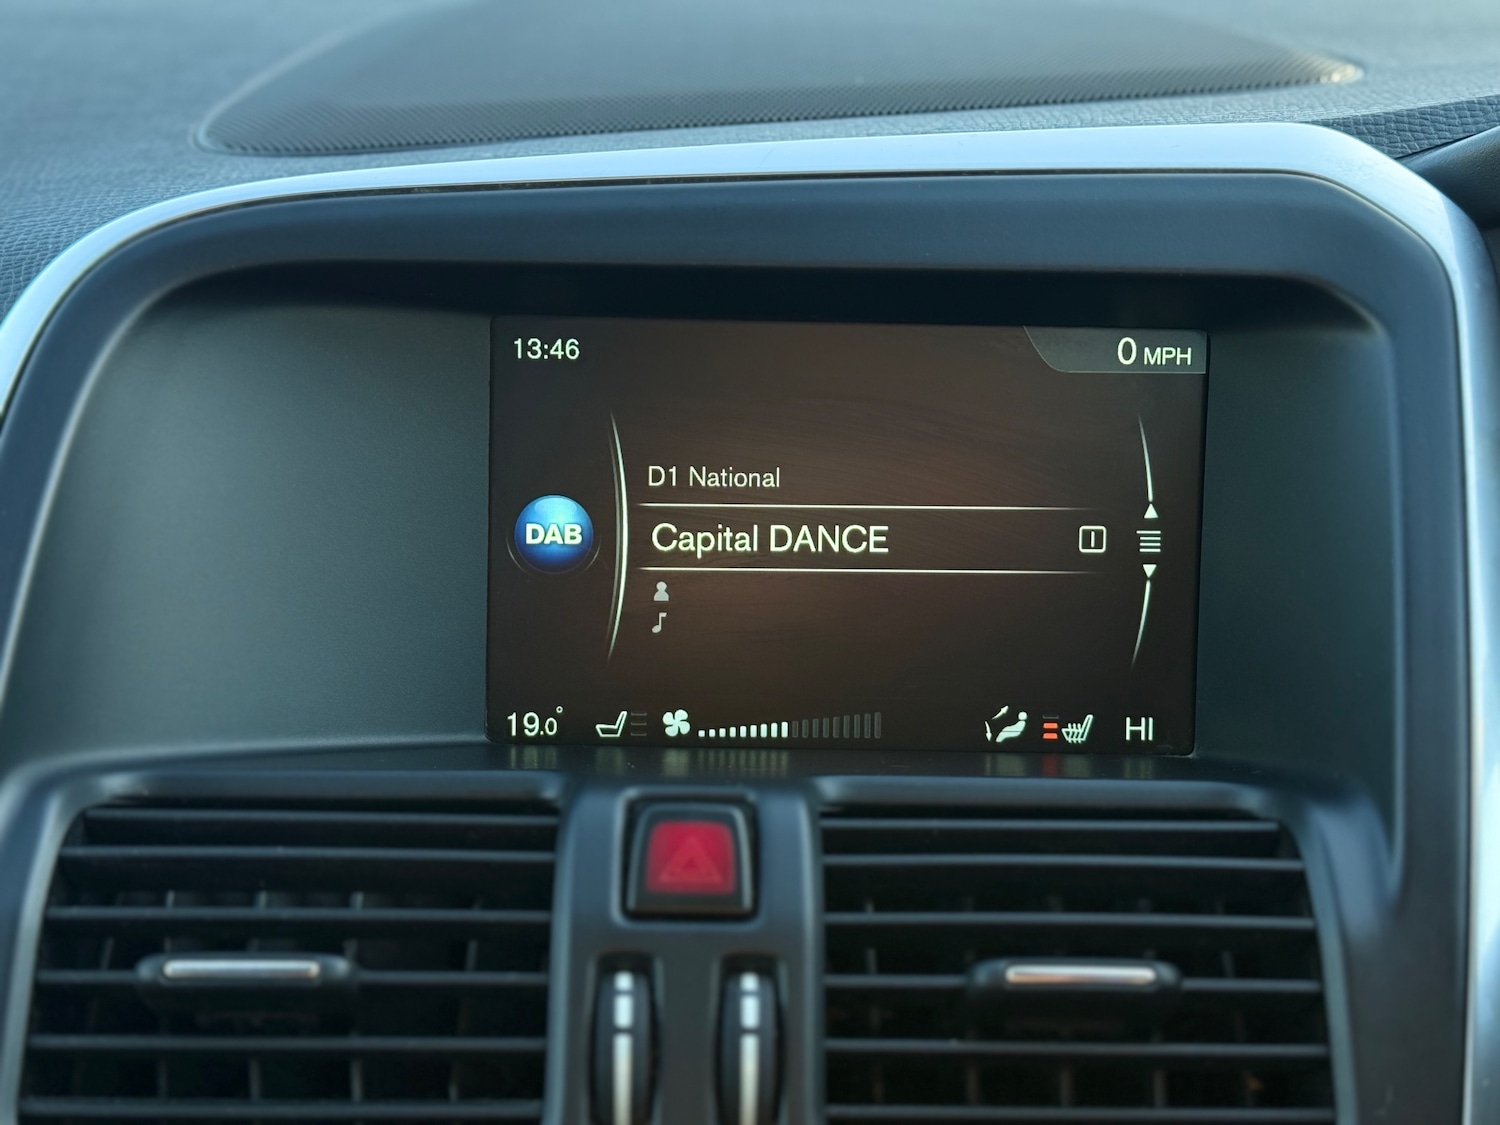 13:46
0 MPH
D1 National
DAB
Capital DANCE
19.0°
HI